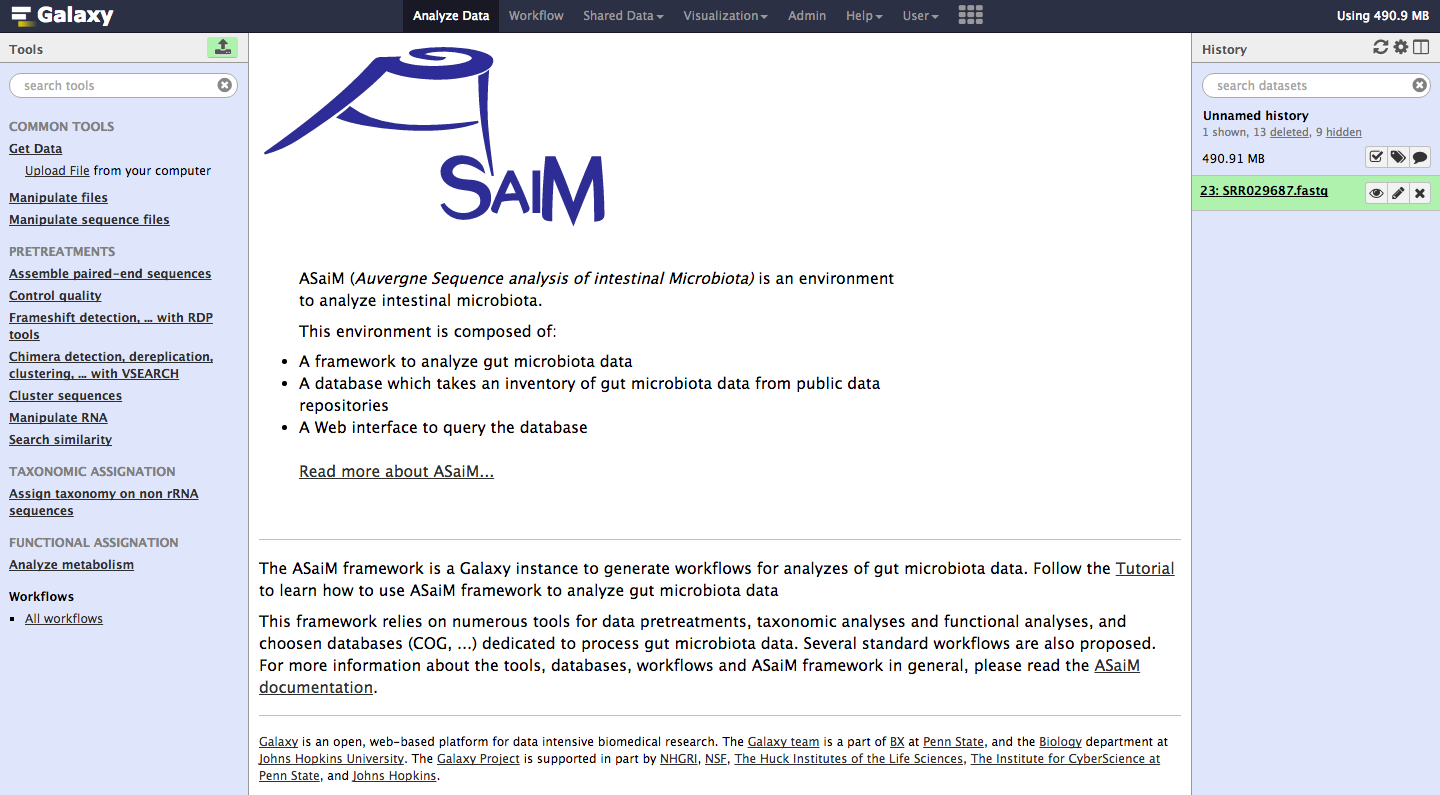 Galaxy
Analyze Data
Workflow
Shared Data
Visualization
Admin
Help
User
Using 490.9 MB
Tools
search tools
COMMON TOOLS
Get Data
Upload File from your computer
Manipulate files
Manipulate sequence files
PRETREATMENTS
Assemble paired-end sequences
Control quality
Frameshift detection, ... with RDP
tools
Chimera detection, dereplication,
clustering, ... with VSEARCH
Cluster sequences
Manipulate RNA
Search similarity
TAXONOMIC ASSIGNATION
Assign taxonomy on non rRNA
sequences
FUNCTIONAL ASSIGNATION
Analyze metabolism
Workflows
All workflows
ASAIM
ASaiM (Auvergne Sequence analysis of intestinal Microbiota) is an environment
to analyze intestinal microbiota.
This environment is composed of:
• A framework to analyze gut microbiota data
• A database which takes an inventory of gut microbiota data from public data
repositories
• A Web interface to query the database
Read more about ASaiM...
The ASaiM framework is a Galaxy instance to generate workflows for analyzes of gut microbiota data. Follow the Tutorial
to learn how to use ASaiM framework to analyze gut microbiota data
This framework relies on numerous tools for data pretreatments, taxonomic analyses and functional analyses, and
choosen databases (COG, ...) dedicated to process gut microbiota data. Several standard workflows are also proposed.
For more information about the tools, databases, workflows and ASaiM framework in general, please read the ASaiM
documentation.
Galaxy is an open, web-based platform for data intensive biomedical research. The Galaxy team is a part of BX at Penn State, and the Biology department at
Johns Hopkins University. The Galaxy Project is supported in part by NHGRI, NSF, The Huck Institutes of the Life Sciences, The Institute for CyberScience at
Penn State, and Johns Hopkins.
History
search datasets
Unnamed history
1 shown, 13 deleted, 9 hidden
490.91 MB
23: SRR029687.fastq